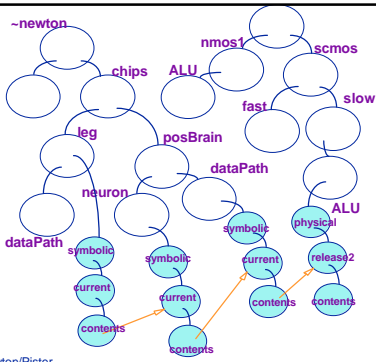 ~newton
nmos1
scmos
chips
ALU
fast
slow
leg
posBrain
dataPath
neuron
ALU
dataPath
symbolic
symbolic
symbolic
physical
current
current
current
release2
contents
contents
contents
contents